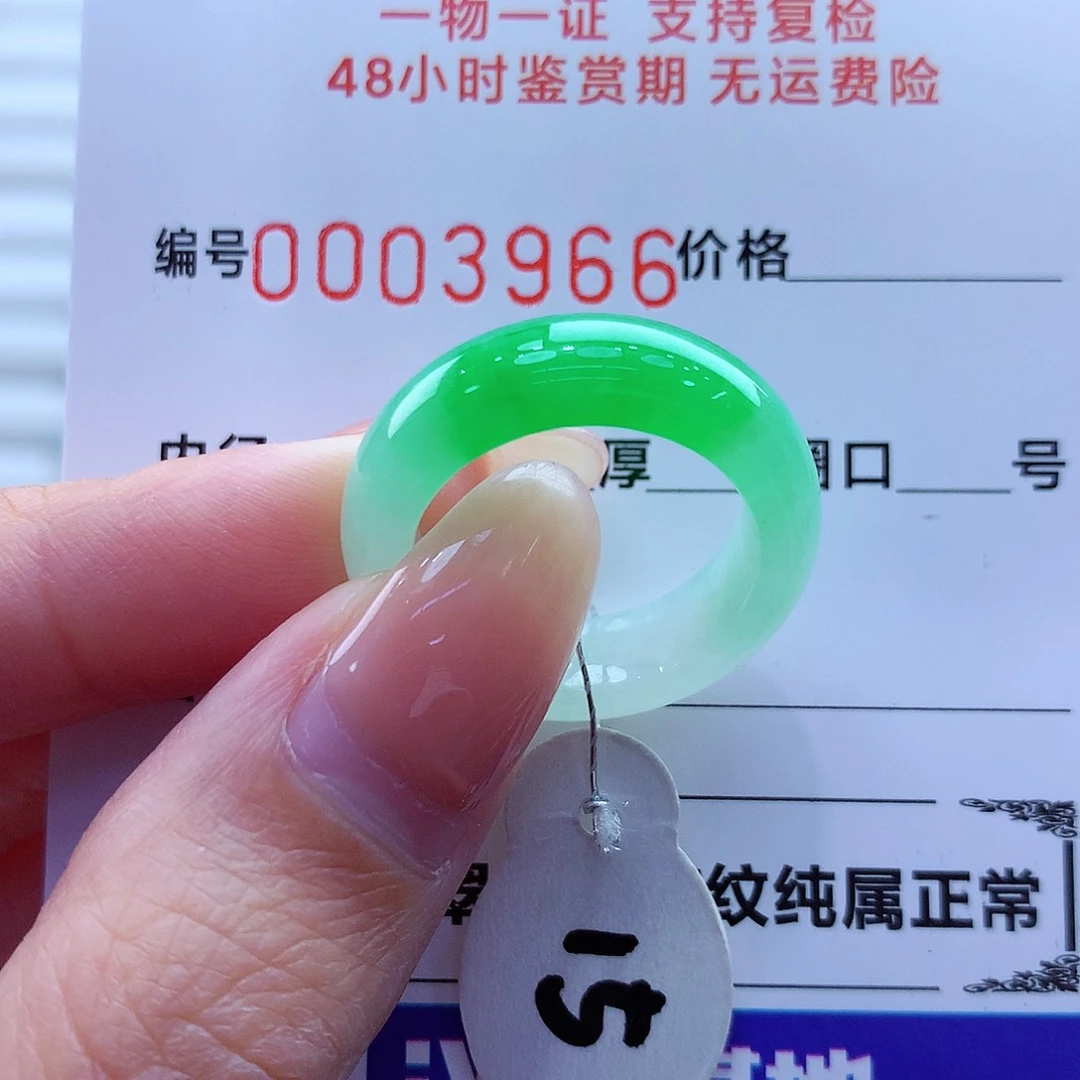 一物一证 支持复检
48小时鉴赏期 无运费险
编号0003966价格
厚 圈口 号
纹纯属正常
15